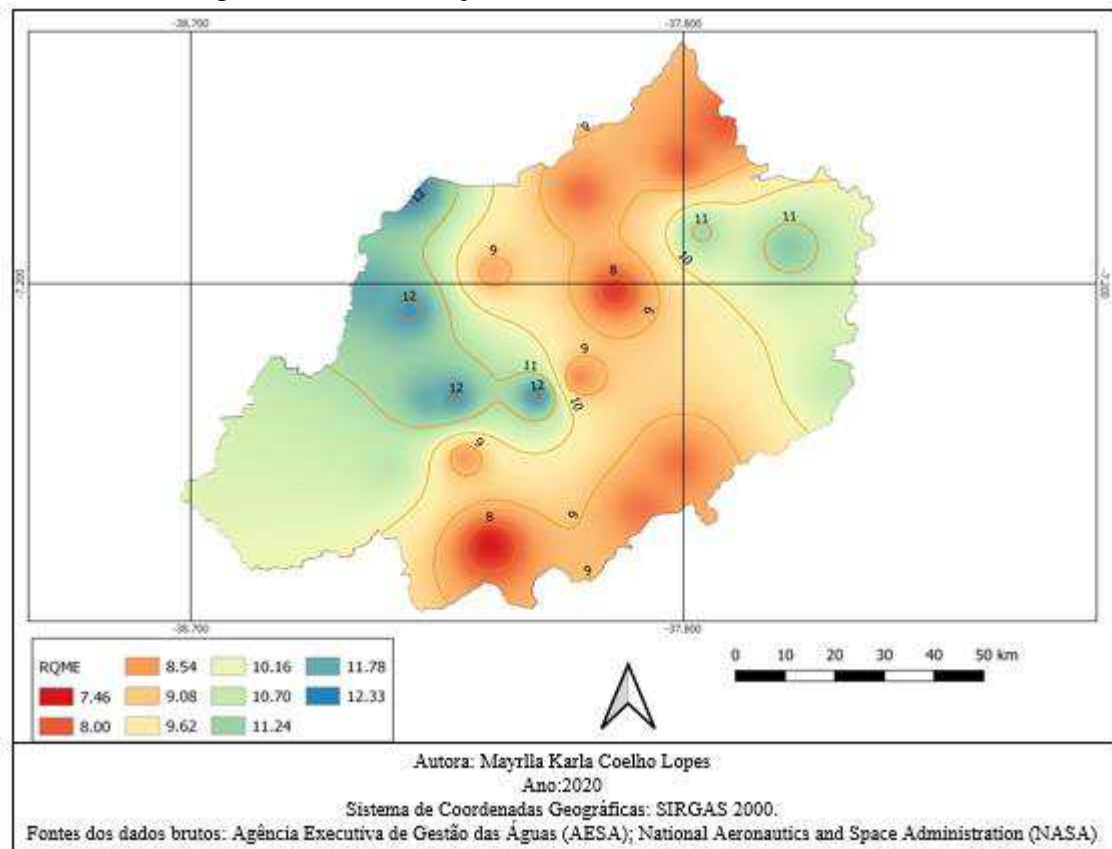 -38.700 -37.800
9
12
11 11
10
9 8
-7.200 -7.200
12
9
9
11
12 12
10
9
8
9
9
-38.700 -37.800
RQME 8.54 10.16 11.78
7.46 9.08 10.70 12.33
8.00 9.62 11.24
0 10 20 30 40 50 km
Autora: Mayrlla Karla Coelho Lopes
Ano:2020
Sistema de Coordenadas Geográficas: SIRGAS 2000.
Fontes dos dados brutos: Agência Executiva de Gestão das Águas (AESA); National Aeronautics and Space Administration (NASA)